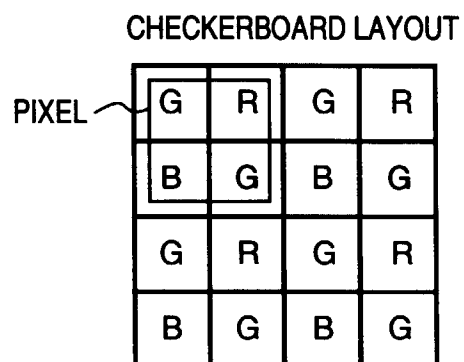 CHECKERBOARD LAYOUT
PIXEL
G R G R
B G B G
G R G R
B G B G